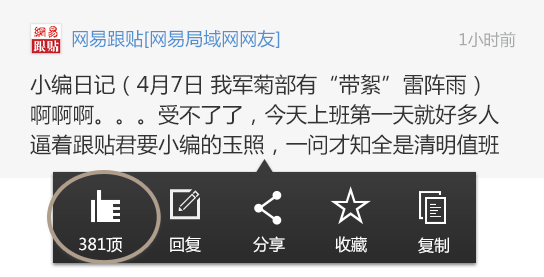 网易
跟贴
网易跟贴[网易局域网网友]
1小时前
小编日记（4月7日 我军菊部有“带絮”雷阵雨）
啊啊啊。。。受不了了，今天上班第一天就好多人
逼着跟贴君要小编的玉照，一问才知全是清明值班
381顶
回复
分享
收藏
复制